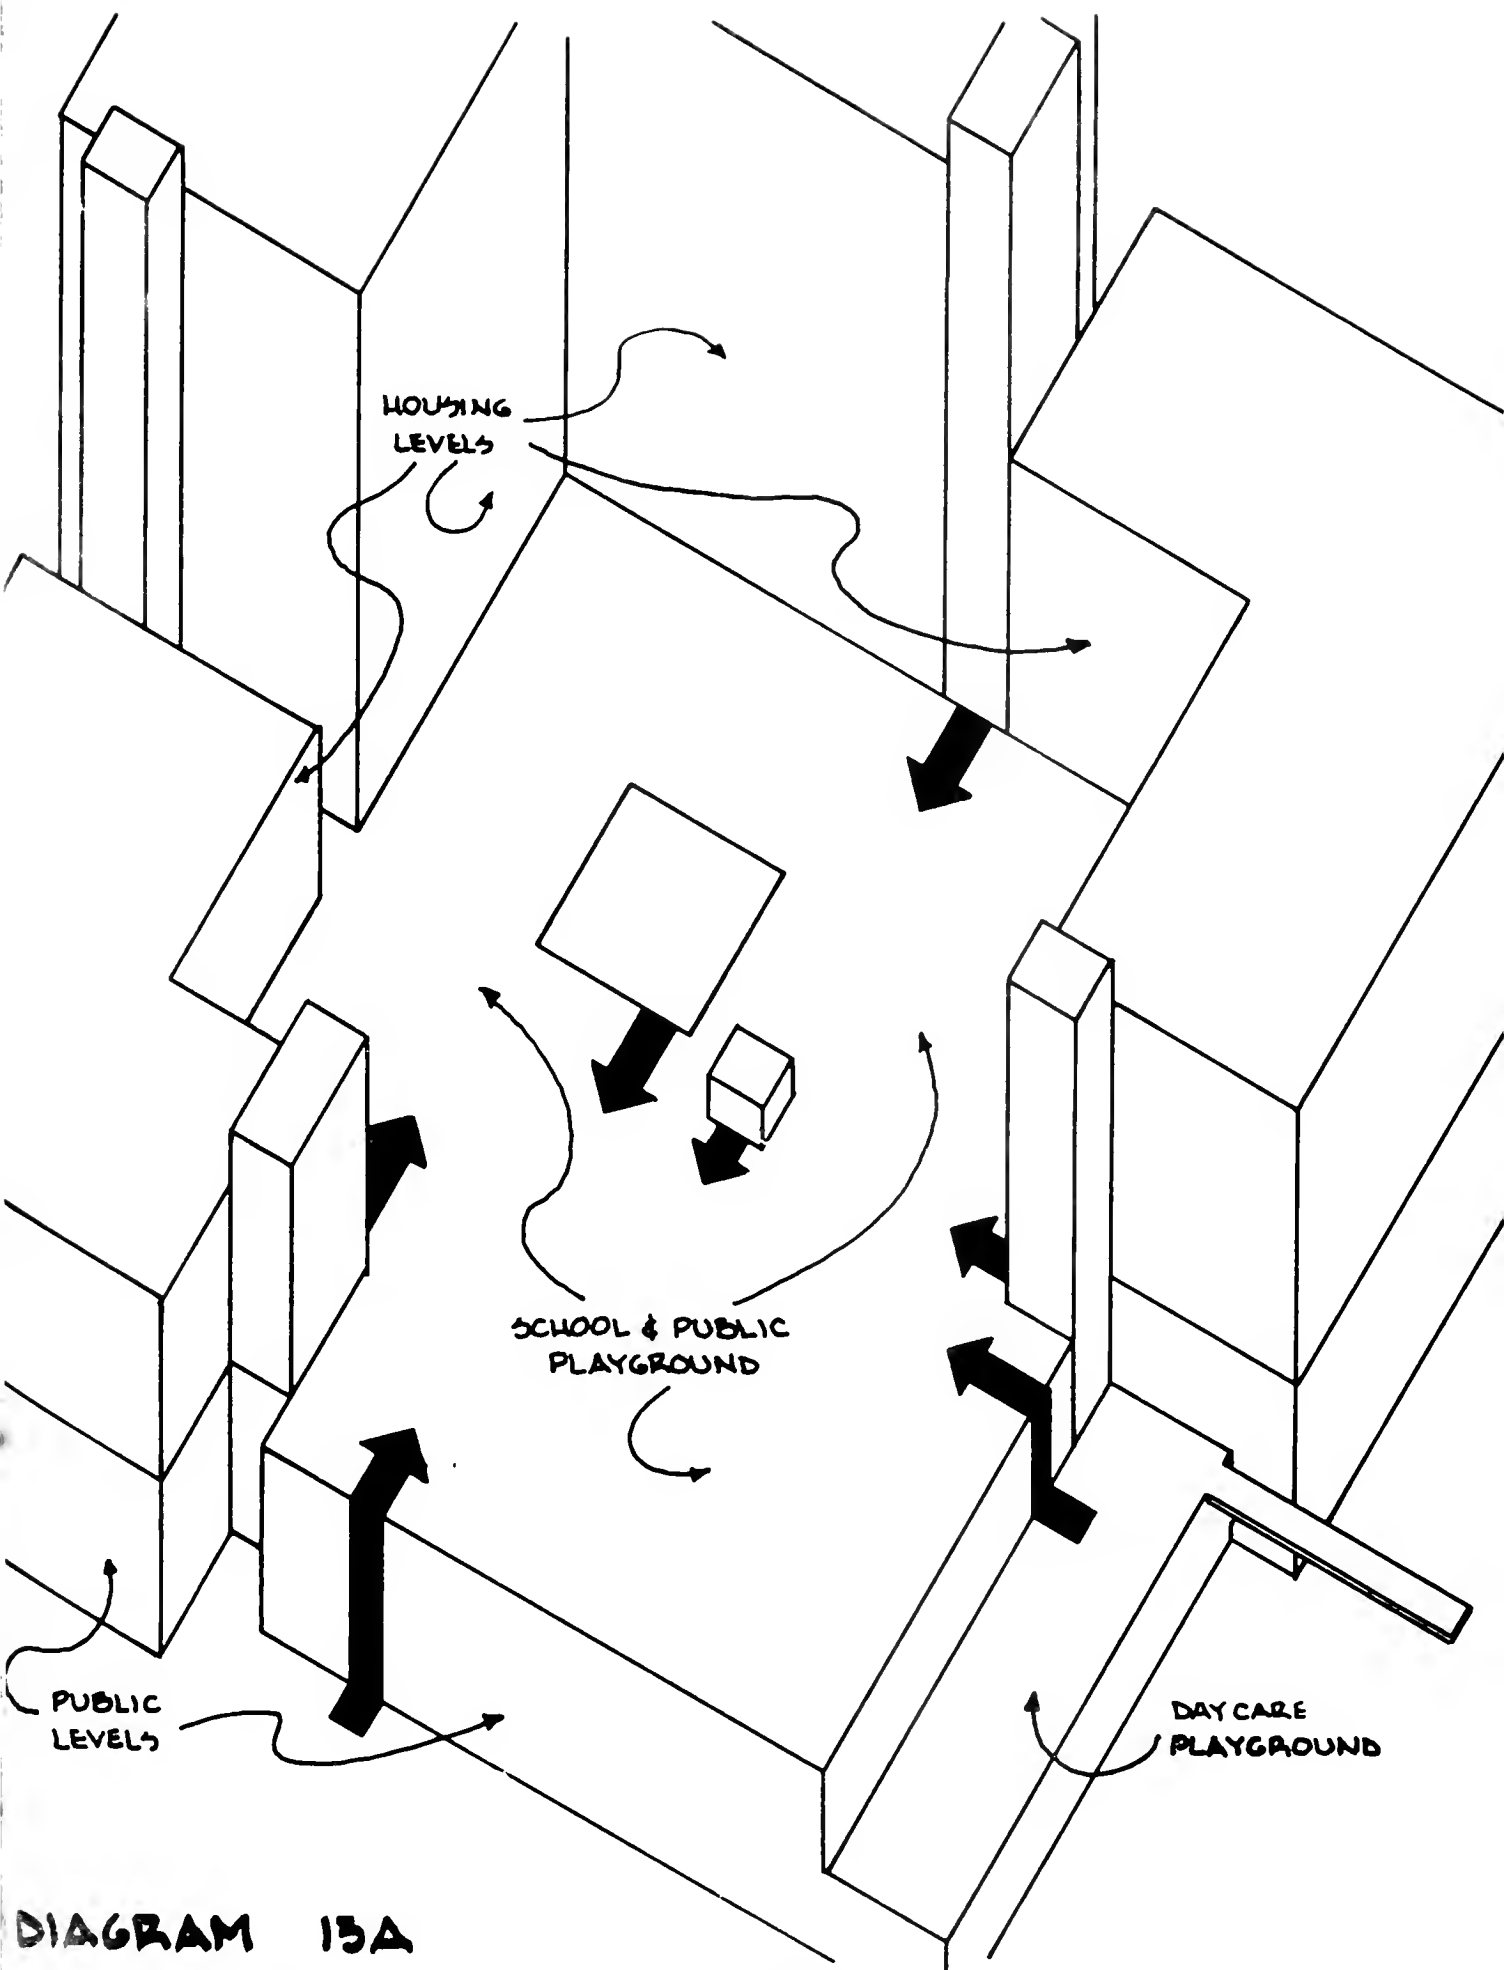 HOUSING
LEVELS
SCHOOL & PUBLIC
PLAYGROUND
PUBLIC
LEVELS
DAY CARE
PLAYGROUND
DIAGRAM 13A